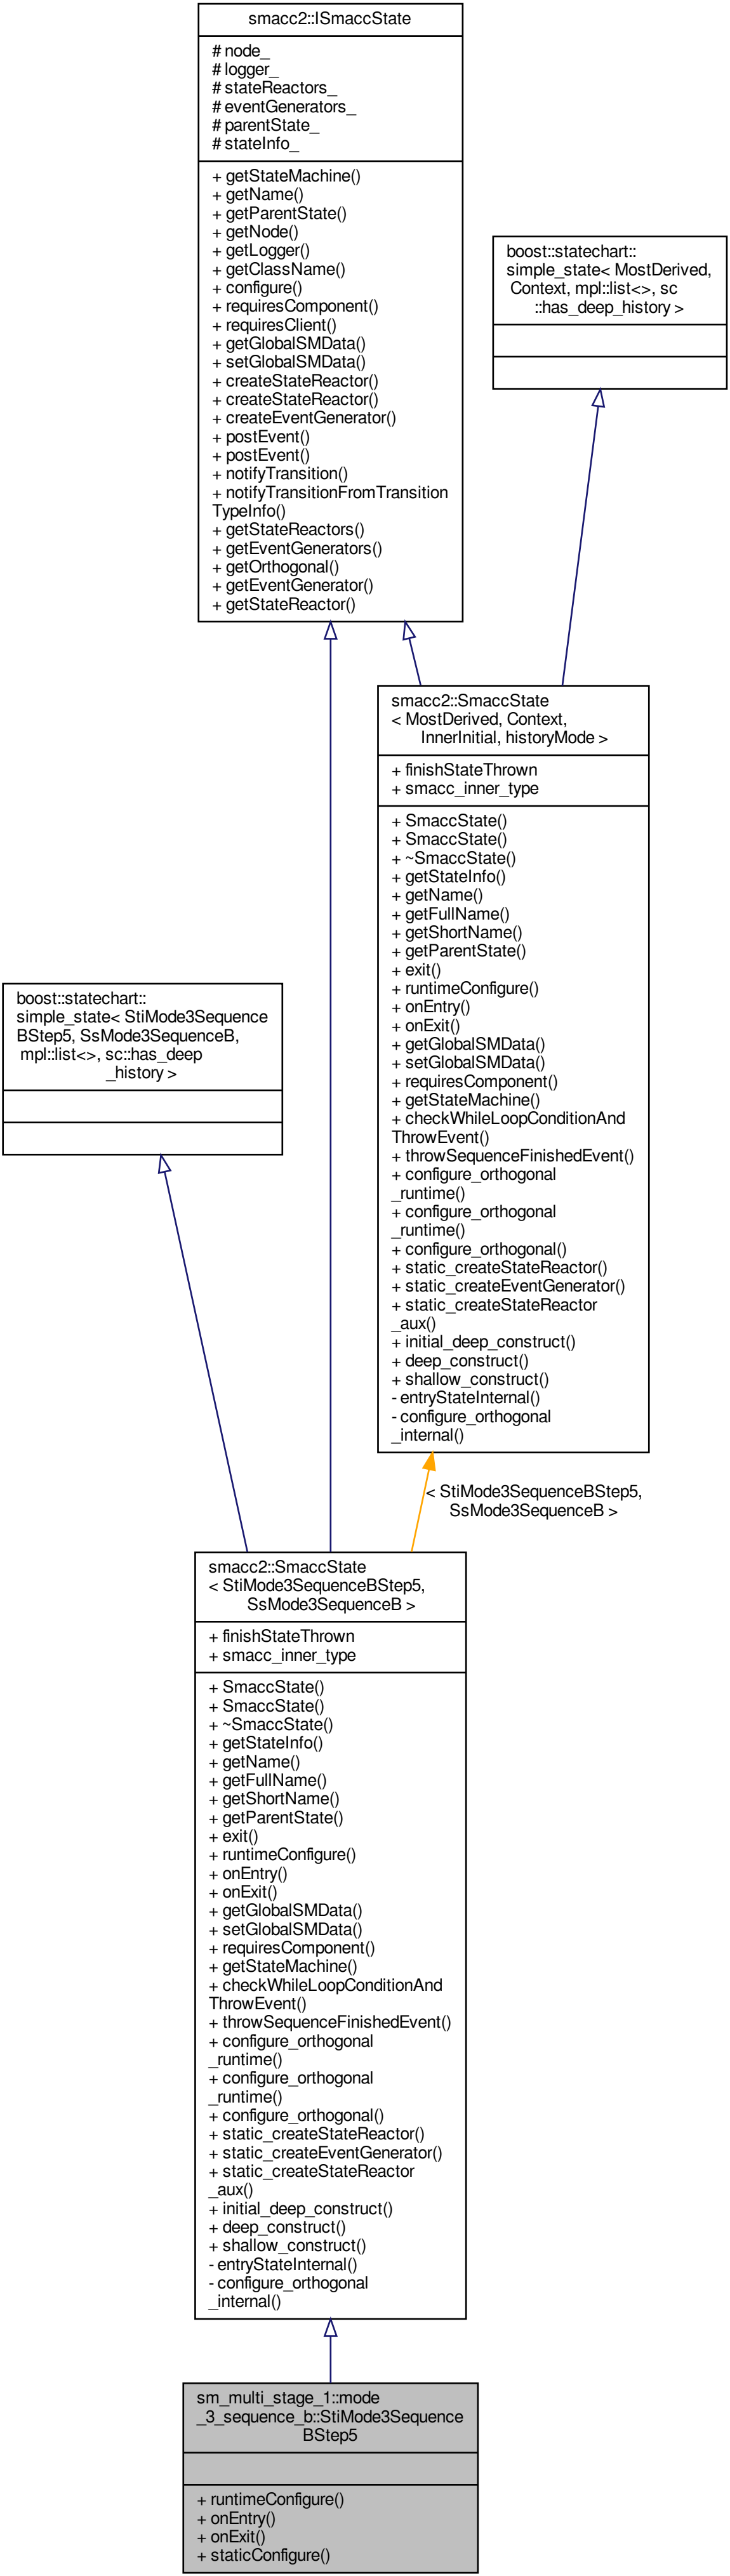 smacc2::ISmaccState
# node_
# logger_
# stateReactors_
# eventGenerators_
# parentState_
# stateInfo_
+ getStateMachine()
+ getName()
+ getParentState()
+ getNode()
+ getLogger()
+ getClassName()
+ configure()
+ requiresComponent()
+ requiresClient()
+ getGlobalSMData()
+ setGlobalSMData()
+ createStateReactor()
+ createStateReactor()
+ createEventGenerator()
+ postEvent()
+ postEvent()
+ notifyTransition()
+ notifyTransitionFromTransition
TypeInfo()
+ getStateReactors()
+ getEventGenerators()
+ getOrthogonal()
+ getEventGenerator()
+ getStateReactor()
boost::statechart::
simple_state< MostDerived,
Context, mpl::list<>, sc
::has_deep_history >
smacc2::SmaccState
< MostDerived, Context,
InnerInitial, historyMode >
+ finishStateThrown
+ smacc_inner_type
+ SmaccState()
+ SmaccState()
+ ~SmaccState()
+ getStateInfo()
+ getName()
+ getFullName()
+ getShortName()
+ getParentState()
+ exit()
+ runtimeConfigure()
+ onEntry()
+ onExit()
+ getGlobalSMData()
+ setGlobalSMData()
+ requiresComponent()
+ getStateMachine()
+ checkWhileLoopConditionAnd
ThrowEvent()
+ throwSequenceFinishedEvent()
+ configure_orthogonal
_runtime()
+ configure_orthogonal
_runtime()
+ configure_orthogonal()
+ static_createStateReactor()
+ static_createEventGenerator()
+ static_createStateReactor
_aux()
+ initial_deep_construct()
+ deep_construct()
+ shallow_construct()
- entryStateInternal()
- configure_orthogonal
_internal()
boost::statechart::
simple_state< StiMode3Sequence
BStep5, SsMode3SequenceB,
mpl::list<>, sc::has_deep
_history >
< StiMode3SequenceBStep5,
SsMode3SequenceB >
smacc2::SmaccState
< StiMode3SequenceBStep5,
SsMode3SequenceB >
+ finishStateThrown
+ smacc_inner_type
+ SmaccState()
+ SmaccState()
+ ~SmaccState()
+ getStateInfo()
+ getName()
+ getFullName()
+ getShortName()
+ getParentState()
+ exit()
+ runtimeConfigure()
+ onEntry()
+ onExit()
+ getGlobalSMData()
+ setGlobalSMData()
+ requiresComponent()
+ getStateMachine()
+ checkWhileLoopConditionAnd
ThrowEvent()
+ throwSequenceFinishedEvent()
+ configure_orthogonal
_runtime()
+ configure_orthogonal
_runtime()
+ configure_orthogonal()
+ static_createStateReactor()
+ static_createEventGenerator()
+ static_createStateReactor
_aux()
+ initial_deep_construct()
+ deep_construct()
+ shallow_construct()
- entryStateInternal()
- configure_orthogonal
_internal()
sm_multi_stage_1::mode
_3_sequence_b::StiMode3Sequence
BStep5
+ runtimeConfigure()
+ onEntry()
+ onExit()
+ staticConfigure()